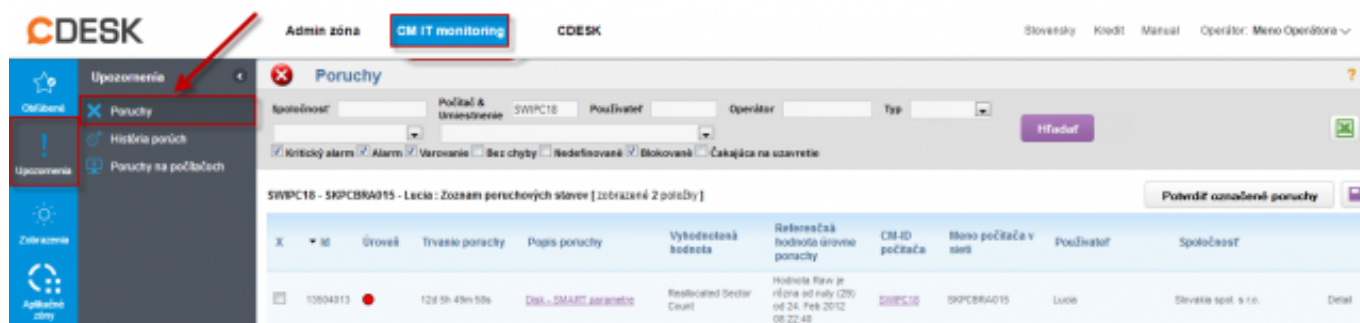 CDESK
Admin zóna CM IT monitoring CDESK
Slovensky Kredit Manual Operátor: Meno Operátora
Obľúbené
Upozornenia
Zobrazenia
Aplikačné zóny
Upozornenia
Poruchy
História porúch
Poruchy na počítačoch
Poruchy
?
Spoločnosť Počítač & Umiestnenie SWIPC18 Používateľ Operátor Typ
Hľadať
Kritický alarm Alarm Varovanie Bez chyby Nedefinované Blokované Čakajúca na uzavretie
SWIPC18 - SKPCBRA015 - Lucia : Zoznam poruchových stavov [ zobrazené 2 položky ]
Potvrdiť označené poruchy
X Id Úroveň Trvanie poruchy Popis poruchy Vyhodnotená hodnota Referenčná hodnota úrovne poruchy CM-ID počítača Meno počítača v sieti Používateľ Spoločnosť
13504013 12d 5h 49m 58s Disk - SMART parametre Reallocated Sector Count Hodnota Raw je rôzna od nuly (29) od 24. Feb 2012 08:22:48 SWIPC18 SKPCBRA015 Lucia Slovakia spol. s r.o. Detail